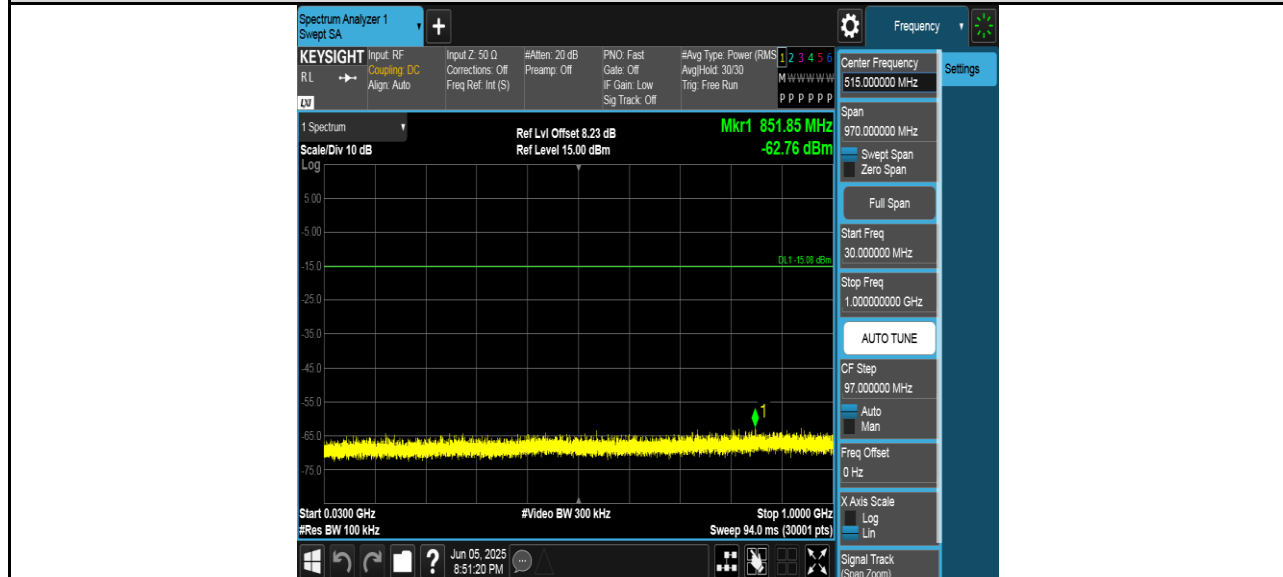 Spectrum Analyzer 1
Swept SA
+
Frequency
KEYSIGHT
RL
LXI
Input: RF
Coupling: DC
Align: Auto
Input Z: 50 Ω
Corrections: Off
Freq Ref: Int (S)
#Atten: 20 dB
Preamp: Off
PNO: Fast
Gate: Off
IF Gain: Low
Sig Track: Off
#Avg Type: Power (RMS
Avg|Hold: 30/30
Trig: Free Run
1 2 3 4 5 6
M W W W W W
P P P P P P
1 Spectrum
Scale/Div 10 dB
Log
Ref Lvl Offset 8.23 dB
Ref Level 15.00 dBm
Mkr1 851.85 MHz
-62.76 dBm
5.00
-5.00
-15.0
DL1 -15.08 dBm
-25.0
-35.0
-45.0
-55.0
1
-65.0
-75.0
Start 0.0300 GHz
#Video BW 300 kHz
Stop 1.0000 GHz
#Res BW 100 kHz
Sweep 94.0 ms (30001 pts)
?
Jun 05, 2025
8:51:20 PM
Center Frequency
515.000000 MHz
Settings
Span
970.000000 MHz
Swept Span
Zero Span
Full Span
Start Freq
30.000000 MHz
Stop Freq
1.000000000 GHz
AUTO TUNE
CF Step
97.000000 MHz
Auto
Man
Freq Offset
0 Hz
X Axis Scale
Log
Lin
Signal Track
(Span Zoom)